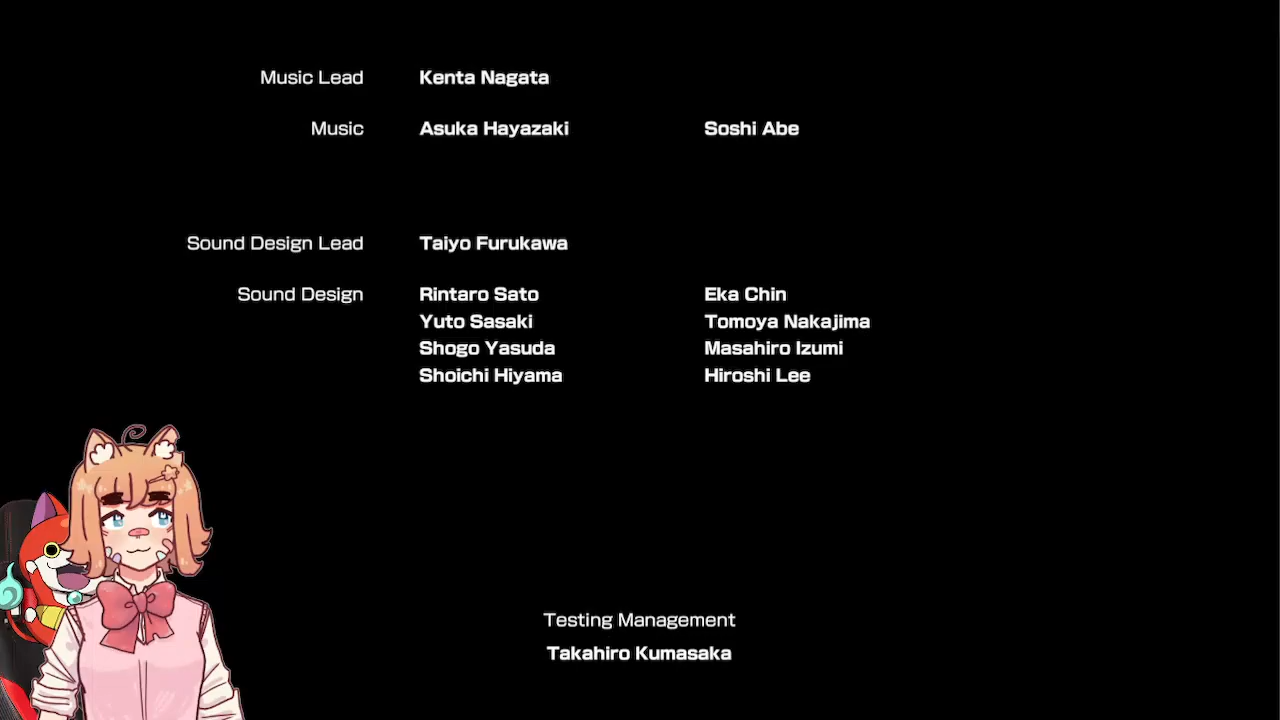 Music Lead Kenta Nagata
Music Asuka Hayazaki Soshi Abe
Sound Design Lead Taiyo Furukawa
Sound Design Rintaro Sato Eka Chin
Yuto Sasaki Tomoya Nakajima
Shogo Yasuda Masahiro Izumi
Shoichi Hiyama Hiroshi Lee
Testing Management
Takahiro Kumasaka